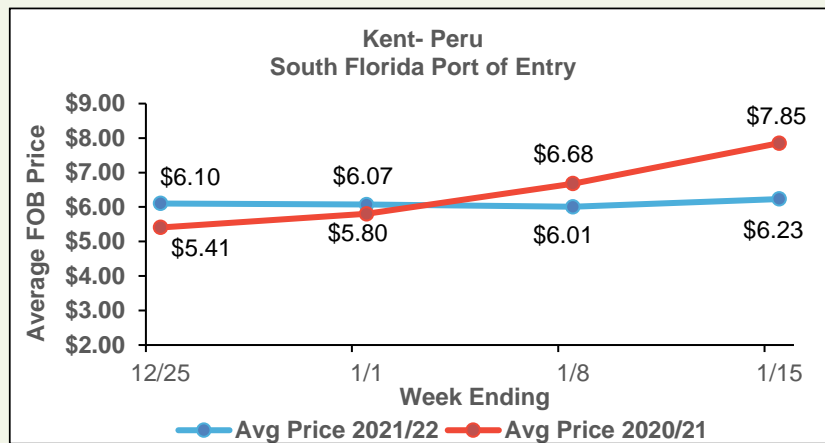 Kent- Peru
South Florida Port of Entry
Average FOB Price
$9.00
$8.00
$7.00
$6.00
$5.00
$4.00
$3.00
$2.00
$6.10
$6.07
$6.68
$7.85
$5.41
$5.80
$6.01
$6.23
12/25 1/1 1/8 1/15
Week Ending
Avg Price 2021/22 Avg Price 2020/21